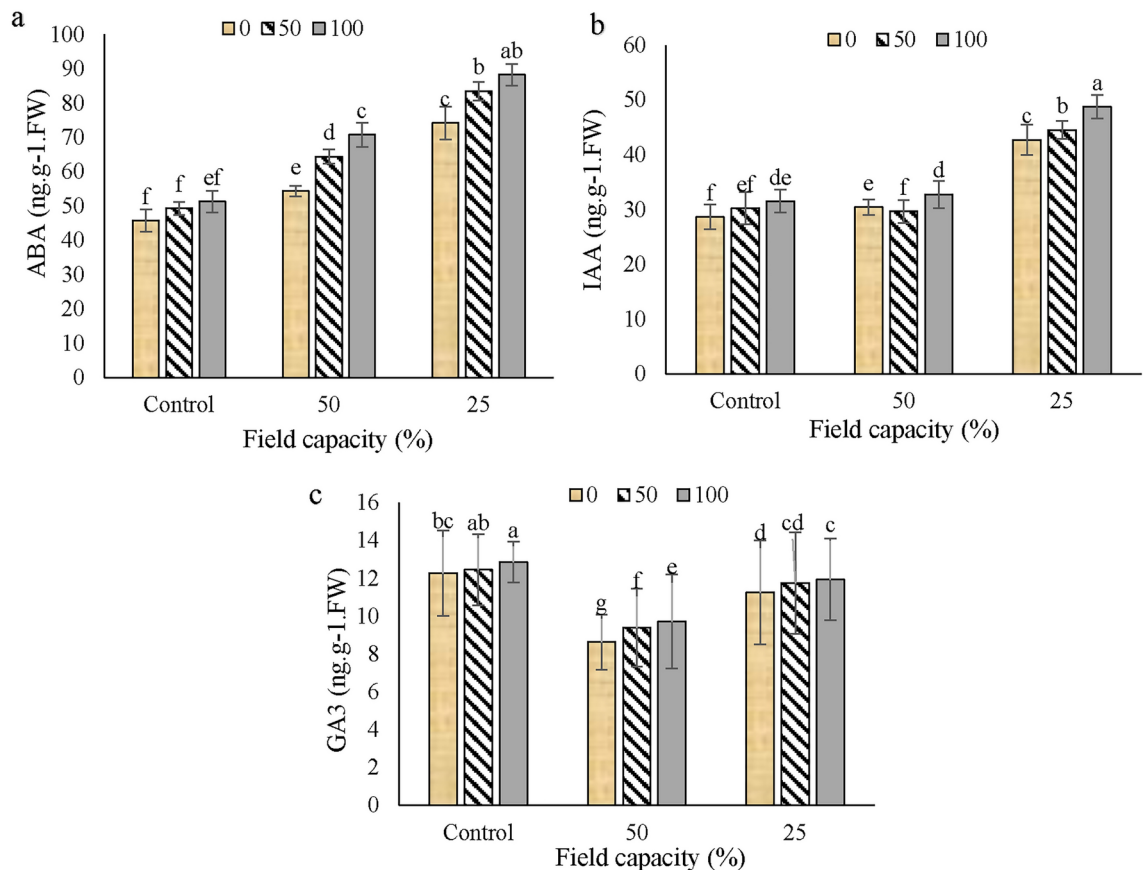 a
0 50 100
ABA (ng.g-1.FW)
100
90
80
70
60
50
40
30
20
10
0
f f ef
e d c
c b ab
Control 50 25
Field capacity (%)
b
0 50 100
IAA (ng.g-1.FW)
60
50
40
30
20
10
0
f ef de
e f d
c b a
Control 50 25
Field capacity (%)
c
0 50 100
GA3 (ng.g-1.FW)
16
14
12
10
8
6
4
2
0
bc ab a
g f e
d cd c
Control 50 25
Field capacity (%)